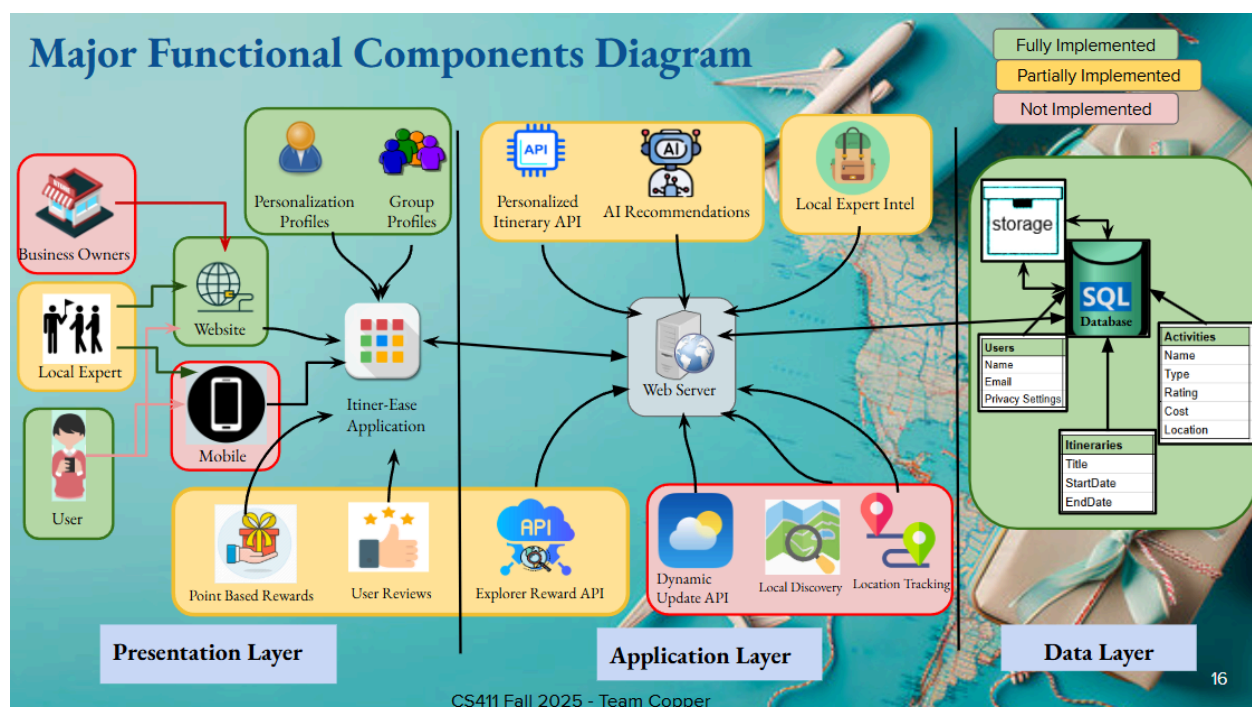 Major Functional Components Diagram
Fully Implemented
Partially Implemented
Not Implemented
Business Owners
Local Expert
User
Website
Mobile
Personalization
Profiles
Group
Profiles
Itiner-Ease
Application
Point Based Rewards
User Reviews
Explorer Reward API
API
Personalized
Itinerary API
AI
AI Recommendations
Local Expert Intel
Web Server
API
Dynamic
Update API
Local Discovery
Location Tracking
storage
SQL
Database
Users
Name
Email
Privacy Settings
Itineraries
Title
StartDate
EndDate
Activities
Name
Type
Rating
Cost
Location
Presentation Layer
Application Layer
Data Layer
16
CS411 Fall 2025 - Team Copper